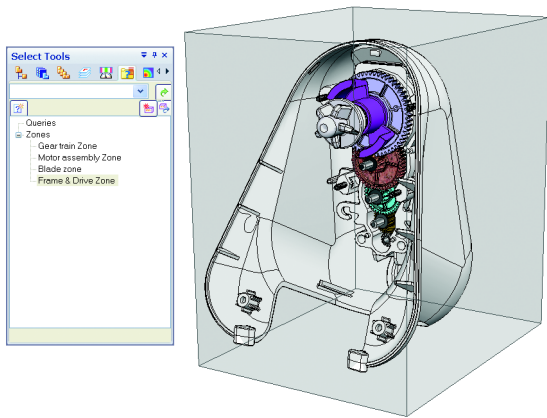 Select Tools
Queries
Zones
Gear train Zone
Motor assembly Zone
Blade zone
Frame & Drive Zone